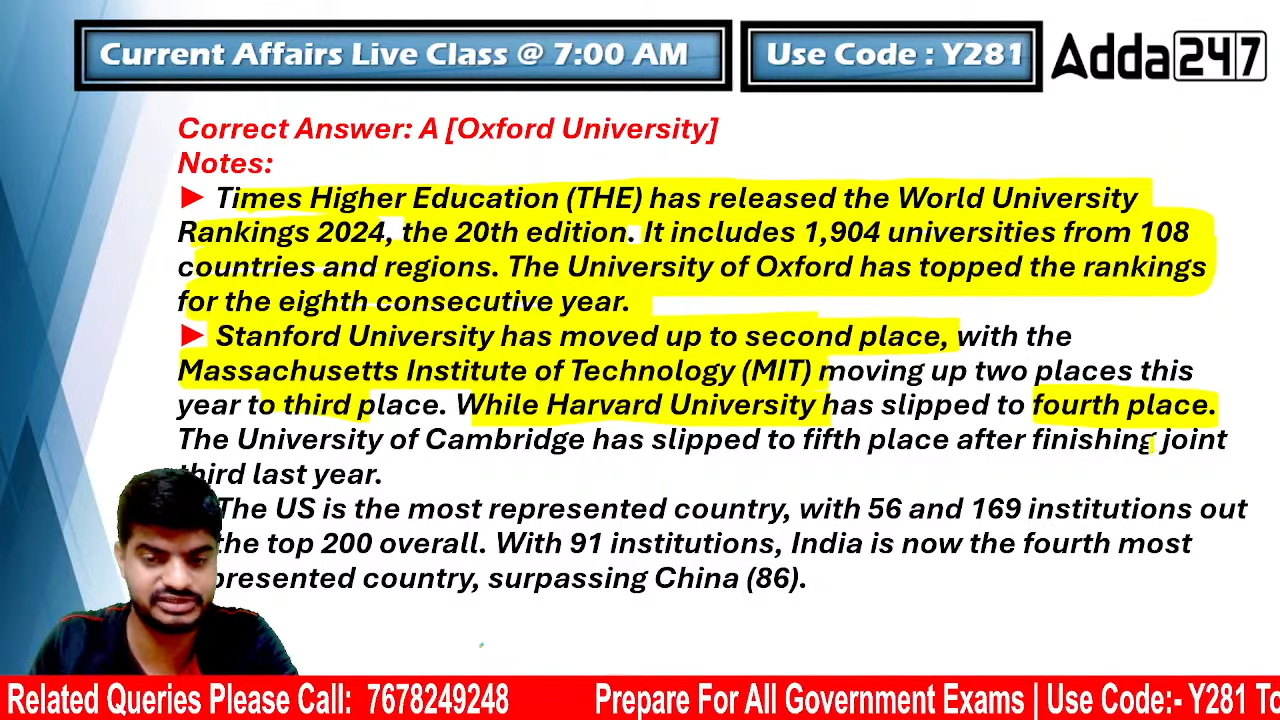 Current Affairs Live Class @ 7:00 AM
Use Code : Y281
Adda247
Correct Answer: A [Oxford University]
Notes:
► Times Higher Education (THE) has released the World University
Rankings 2024, the 20th edition. It includes 1,904 universities from 108
countries and regions. The University of Oxford has topped the rankings
for the eighth consecutive year.
► Stanford University has moved up to second place, with the
Massachusetts Institute of Technology (MIT) moving up two places this
year to third place. While Harvard University has slipped to fourth place.
The University of Cambridge has slipped to fifth place after finishing joint
third last year.
The US is the most represented country, with 56 and 169 institutions out
the top 200 overall. With 91 institutions, India is now the fourth most
presented country, surpassing China (86).
Related Queries Please Call: 7678249248 Prepare For All Government Exams | Use Code:- Y281 To